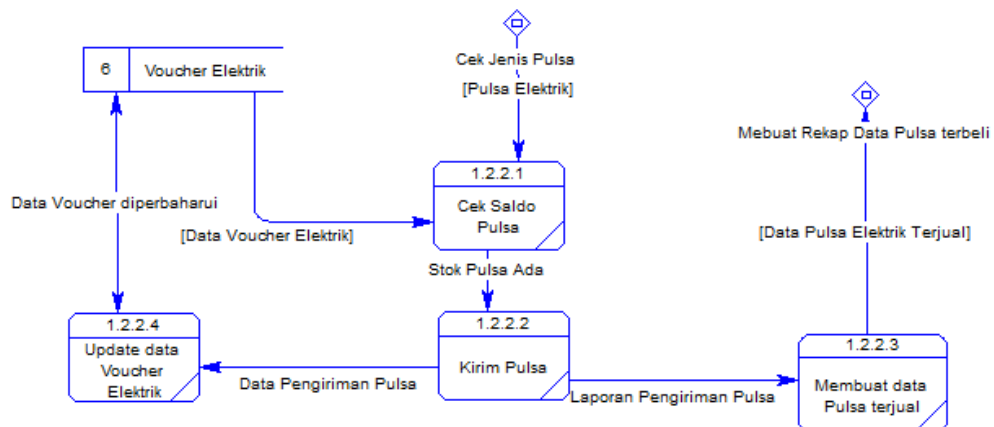 Cek Jenis Pulsa
[Pulsa Elektrik]
6
Voucher Elektrik
Mebuat Rekap Data Pulsa terbeli
1.2.2.1
Cek Saldo
Pulsa
Data Voucher diperbaharui
[Data Voucher Elektrik]
[Data Pulsa Elektrik Terjual]
Stok Pulsa Ada
1.2.2.4
Update data
Voucher
Elektrik
1.2.2.2
Kirim Pulsa
1.2.2.3
Membuat data
Pulsa terjual
Data Pengiriman Pulsa
Laporan Pengiriman Pulsa